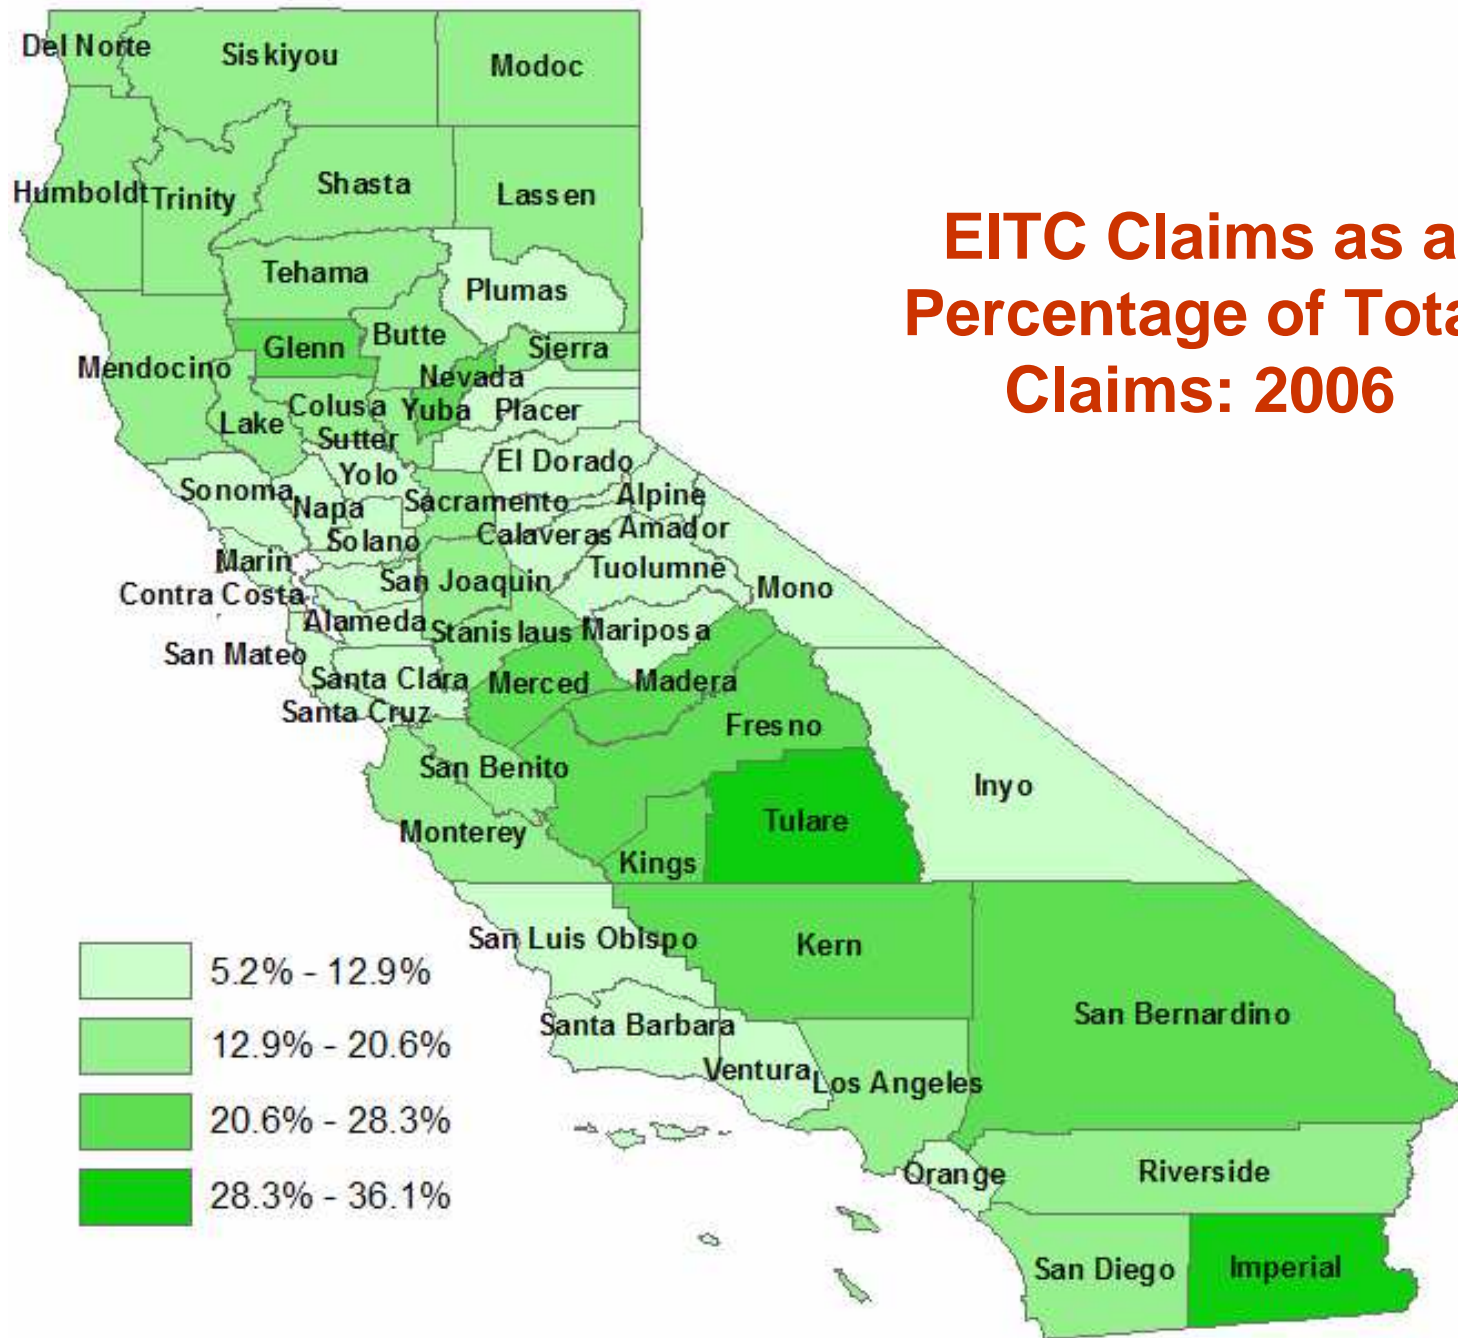 Del Norte
Siskiyou
Modoc
Humboldt
Trinity
Shasta
Lassen
EITC Claims as a
Percentage of Tota
Claims: 2006
Tehama
Plumas
Glenn
Butte
Sierra
Mendocino
Nevada
Colusa
Yuba
Placer
Lake
Sutter
Yolo
El Dorado
Sonoma
Napa
Sacramento
Alpine
Solano
Calaveras
Amador
Marin
San Joaquin
Tuolumne
Mono
Contra Costa
Alameda
Stanislaus
Mariposa
San Mateo
Santa Clara
Merced
Madera
Santa Cruz
Fresno
San Benito
Inyo
Monterey
Tulare
Kings
San Luis Obispo
Kern
5.2% - 12.9%
San Bernardino
Santa Barbara
12.9% - 20.6%
Ventura
Los Angeles
20.6% - 28.3%
Orange
Riverside
28.3% - 36.1%
San Diego
Imperial